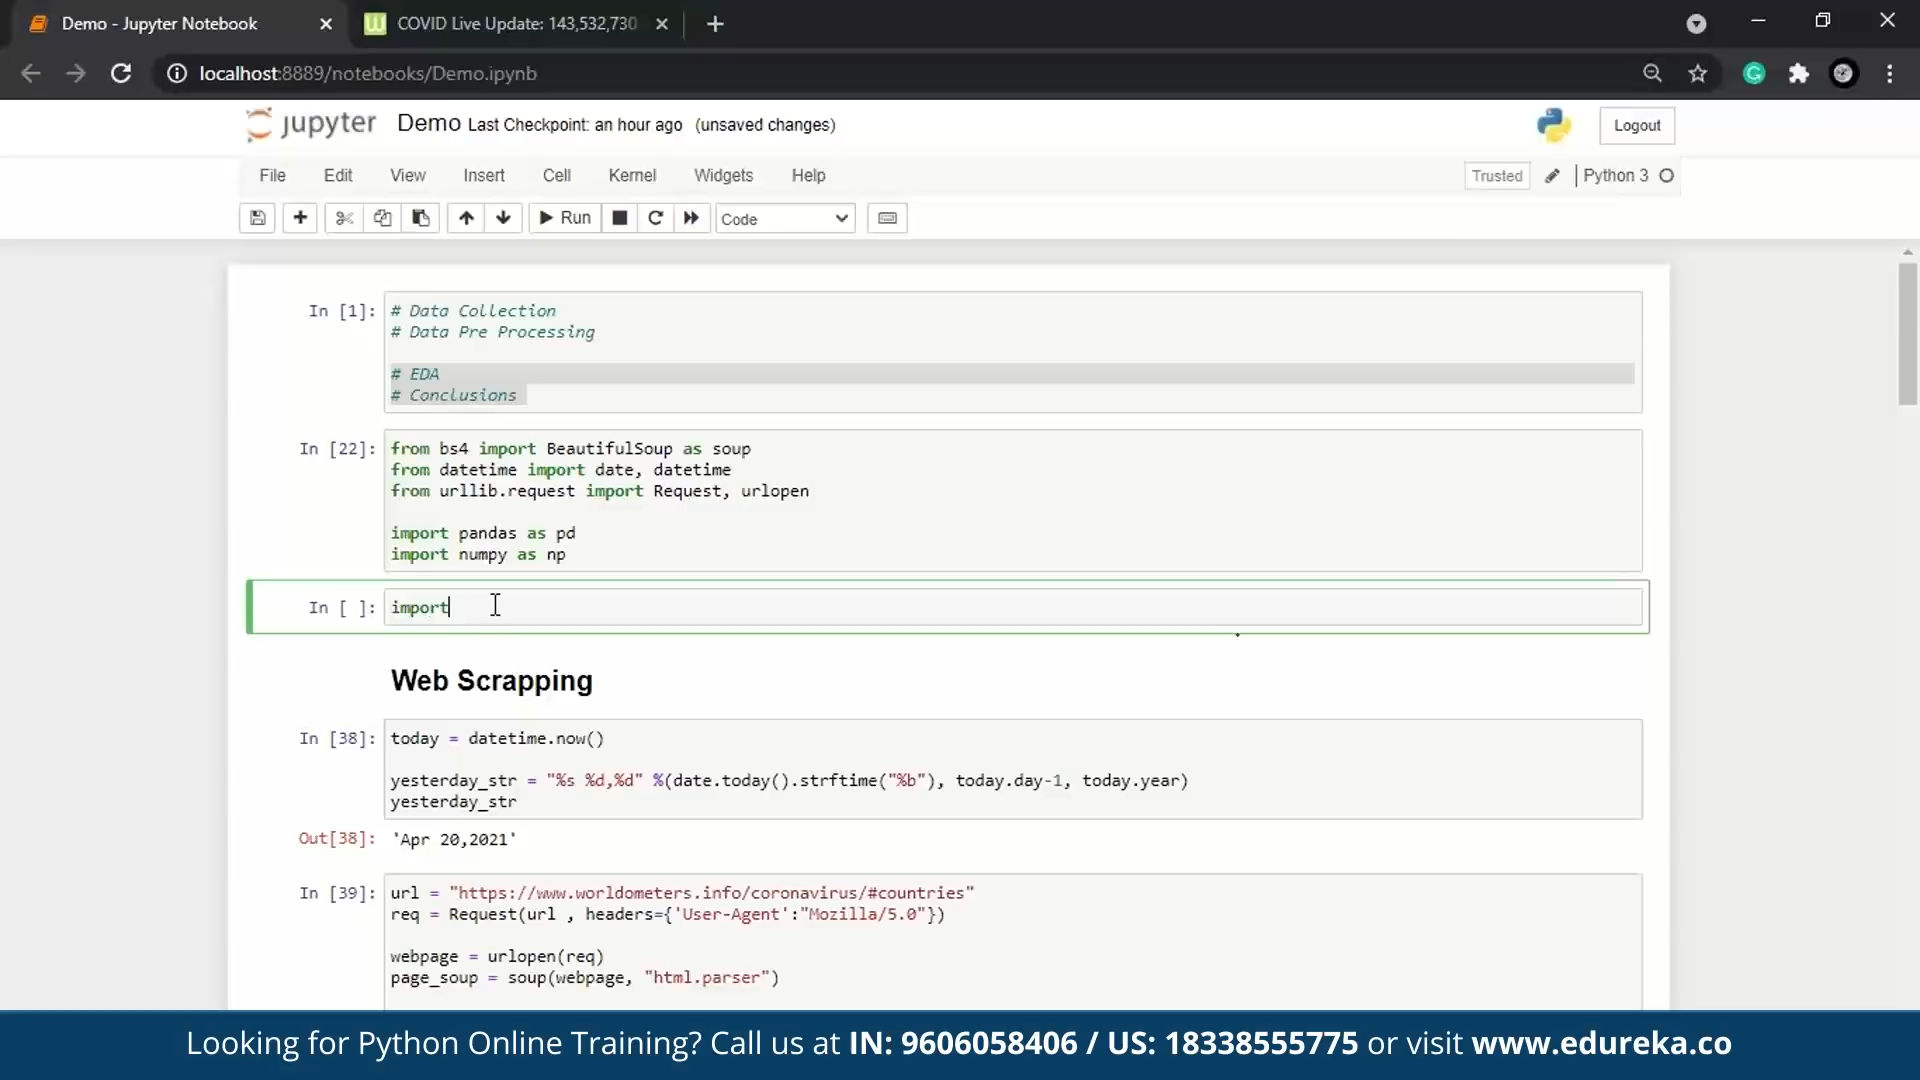 Demo - Jupyter Notebook
COVID Live Update: 143,532,730
localhost:8889/notebooks/Demo.ipynb
jupyter Demo Last Checkpoint: an hour ago (unsaved changes)
Logout
File Edit View Insert Cell Kernel Widgets Help
Trusted
Python 3
Run
Code
In [1]:
# Data Collection
# Data Pre Processing
# EDA
# Conclusions
In [22]:
from bs4 import BeautifulSoup as soup
from datetime import date, datetime
from urllib.request import Request, urlopen
import pandas as pd
import numpy as np
In [ ]:
import
Web Scrapping
In [38]:
today = datetime.now()
yesterday_str = "%s %d,%d" %(date.today().strftime("%b"), today.day-1, today.year)
yesterday_str
Out[38]: 'Apr 20,2021'
In [39]:
url = "https://www.worldometers.info/coronavirus/#countries"
req = Request(url , headers={'User-Agent':"Mozilla/5.0"})
webpage = urlopen(req)
page_soup = soup(webpage, "html.parser")
Looking for Python Online Training? Call us at IN: 9606058406 / US: 18338555775 or visit www.edureka.co